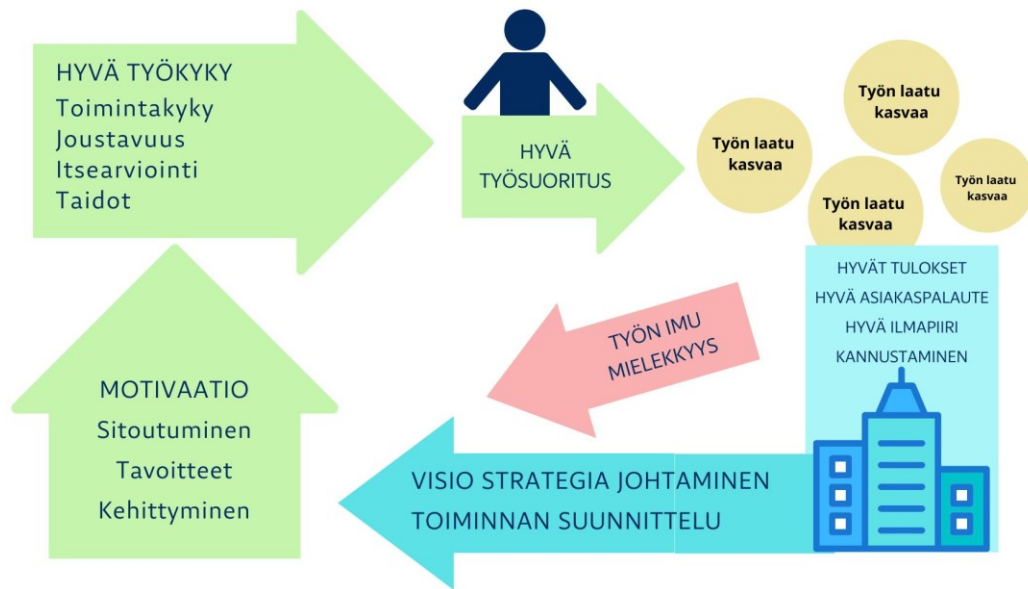 HYVÄ TYÖKYKY
Toimintakyky
Joustavuus
Itsearviointi
Taidot
HYVÄ
TYÖSUORITUS
Työn laatu
kasvaa
Työn laatu
kasvaa
Työn laatu
kasvaa
Työn laatu
kasvaa
HYVÄT TULOKSET
HYVÄ ASIAKASPALAUTE
HYVÄ ILMAPIIRI
KANNUSTAMINEN
TYÖN IMU
MIELEKKYYS
VISIO STRATEGIA JOHTAMINEN
TOIMINNAN SUUNNITTELU
MOTIVAATIO
Sitoutuminen
Tavoitteet
Kehittyminen